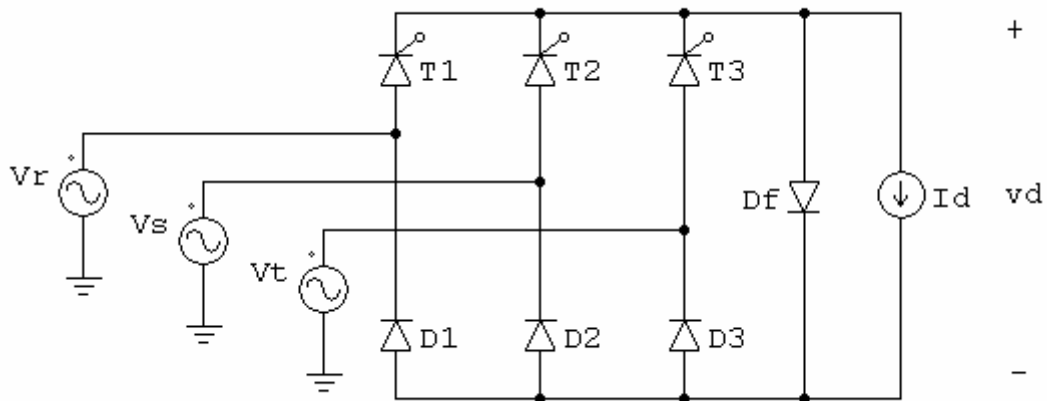 +
T1 T2 T3
Vr
Vs
Vt
Df Id vd
D1 D2 D3
-